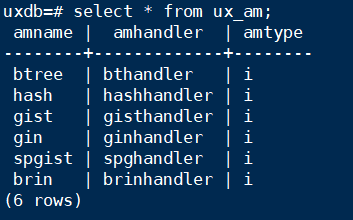 uxdb=# select * from ux_am;
 amname |  amhandler  | amtype
--------+-------------+--------
 btree  | bthandler   | i
 hash   | hashhandler | i
 gist   | gisthandler | i
 gin    | ginhandler  | i
 spgist | spghandler  | i
 brin   | brinhandler | i
(6 rows)